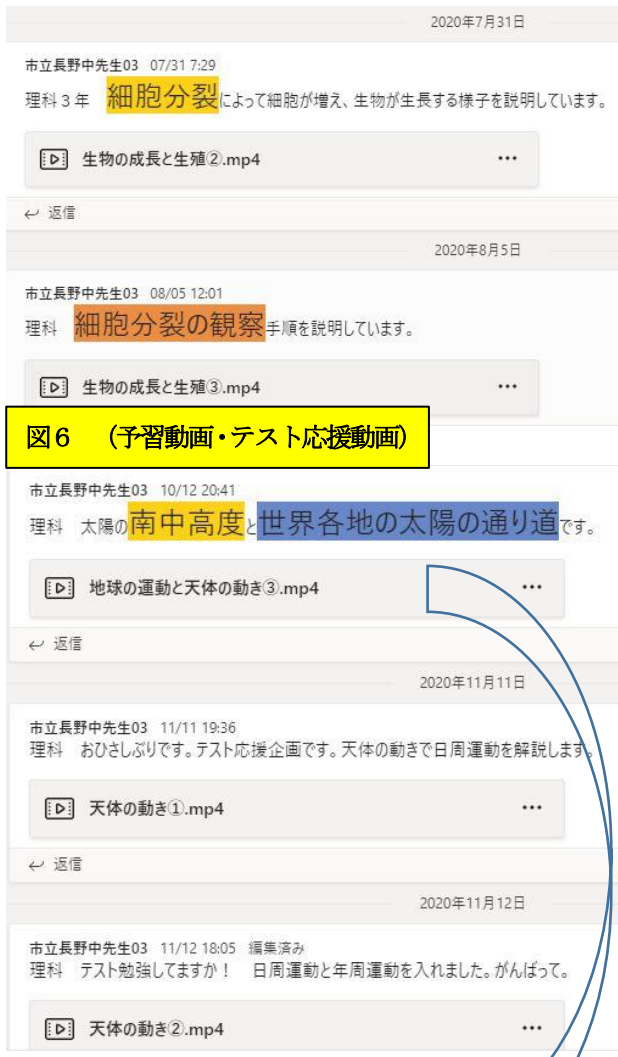 2020年7月31日
市立長野中先生03 07/31 7:29
理科３年 細胞分裂によって細胞が増え、生物が生長する様子を説明しています。
生物の成長と生殖②.mp4
返信
2020年8月5日
市立長野中先生03 08/05 12:01
理科 細胞分裂の観察手順を説明しています。
生物の成長と生殖③.mp4
図６ （予習動画・テスト応援動画）
市立長野中先生03 10/12 20:41
理科 太陽の南中高度と世界各地の太陽の通り道です。
地球の運動と天体の動き③.mp4
返信
2020年11月11日
市立長野中先生03 11/11 19:36
理科 おひさしぶりです。テスト応援企画です。天体の動きで日周運動を解説します。
天体の動き①.mp4
返信
2020年11月12日
市立長野中先生03 11/12 18:05 編集済み
理科 テスト勉強してますか！ 日周運動と年周運動を入れました。がんばって。
天体の動き②.mp4